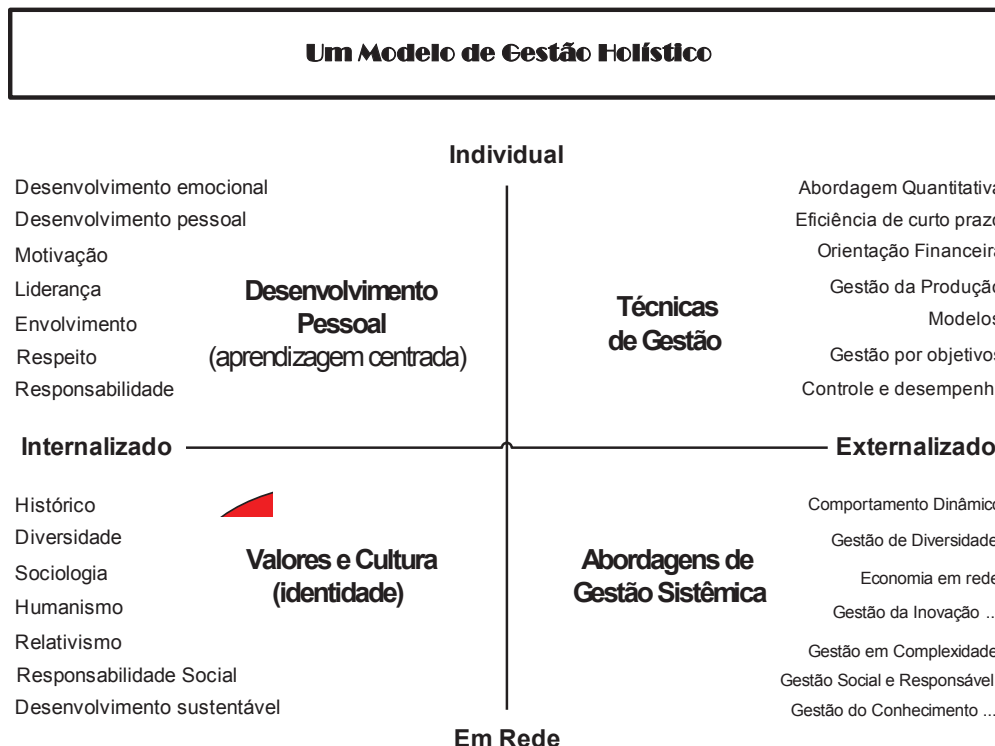 Um Modelo de Gestão Holístico
Individual
Desenvolvimento emocional
Desenvolvimento pessoal
Motivação
Liderança
Envolvimento
Respeito
Responsabilidade
Desenvolvimento
Pessoal
(aprendizagem centrada)
Técnicas
de Gestão
Abordagem Quantitativa
Eficiência de curto prazo
Orientação Financeira
Gestão da Produção
Modelos
Gestão por objetivos
Controle e desempenh
Internalizado
Externalizado
Histórico
Diversidade
Sociologia
Humanismo
Relativismo
Responsabilidade Social
Desenvolvimento sustentável
Valores e Cultura
(identidade)
Abordagens de
Gestão Sistêmica
Comportamento Dinâmico
Gestão de Diversidade
Economia em rede
Gestão da Inovação ...
Gestão em Complexidade
Gestão Social e Responsável
Gestão do Conhecimento ...
Em Rede